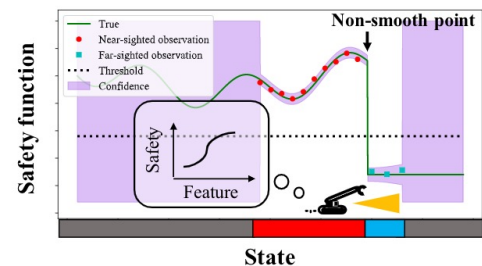 Non-smooth point
True
Near-sighted observation
Far-sighted observation
Threshold
Confidence
Safety function
Safety
Feature
State